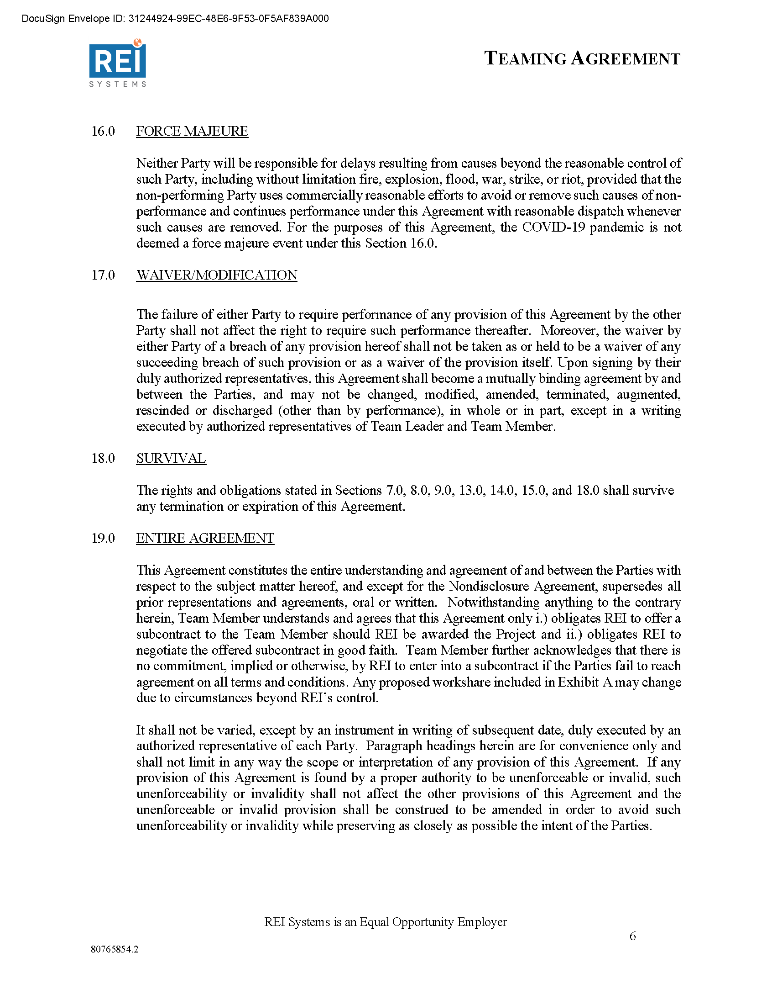 DocuSign Envelope ID: 31244924-99EC-48E6-9F53-0F5AF839A000
REI
SYSTEMS
TEAMING AGREEMENT
16.0 FORCE MAJEURE
Neither Party will be responsible for delays resulting from causes beyond the reasonable control of
such Party, including without limitation fire, explosion, flood, war, strike, or riot, provided that the
non-performing Party uses commercially reasonable efforts to avoid or remove such causes of non-
performance and continues performance under this Agreement with reasonable dispatch whenever
such causes are removed. For the purposes of this Agreement, the COVID-19 pandemic is not
deemed a force majeure event under this Section 16.0.
17.0 WAIVER/MODIFICATION
The failure of either Party to require performance of any provision of this Agreement by the other
Party shall not affect the right to require such performance thereafter. Moreover, the waiver by
either Party of a breach of any provision hereof shall not be taken as or held to be a waiver of any
succeeding breach of such provision or as a waiver of the provision itself. Upon signing by their
duly authorized representatives, this Agreement shall become a mutually binding agreement by and
between the Parties, and may not be changed, modified, amended, terminated, augmented,
rescinded or discharged (other than by performance), in whole or in part, except in a writing
executed by authorized representatives of Team Leader and Team Member.
18.0 SURVIVAL
The rights and obligations stated in Sections 7.0, 8.0, 9.0, 13.0, 14.0, 15.0, and 18.0 shall survive
any termination or expiration of this Agreement.
19.0 ENTIRE AGREEMENT
This Agreement constitutes the entire understanding and agreement of and between the Parties with
respect to the subject matter hereof, and except for the Nondisclosure Agreement, supersedes all
prior representations and agreements, oral or written. Notwithstanding anything to the contrary
herein, Team Member understands and agrees that this Agreement only i.) obligates REI to offer a
subcontract to the Team Member should REI be awarded the Project and ii.) obligates REI to
negotiate the offered subcontract in good faith. Team Member further acknowledges that there is
no commitment, implied or otherwise, by REI to enter into a subcontract if the Parties fail to reach
agreement on all terms and conditions. Any proposed workshare included in Exhibit A may change
due to circumstances beyond REI’s control.
It shall not be varied, except by an instrument in writing of subsequent date, duly executed by an
authorized representative of each Party. Paragraph headings herein are for convenience only and
shall not limit in any way the scope or interpretation of any provision of this Agreement. If any
provision of this Agreement is found by a proper authority to be unenforceable or invalid, such
unenforceability or invalidity shall not affect the other provisions of this Agreement and the
unenforceable or invalid provision shall be construed to be amended in order to avoid such
unenforceability or invalidity while preserving as closely as possible the intent of the Parties.
REI Systems is an Equal Opportunity Employer
6
80765854.2